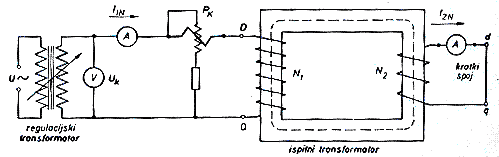 I1N
A
PK
D
I2N
A
d
U~
V
Uk
N1
N2
kratki
spoj
Q
q
regulacijski
transformator
ispitni transformator